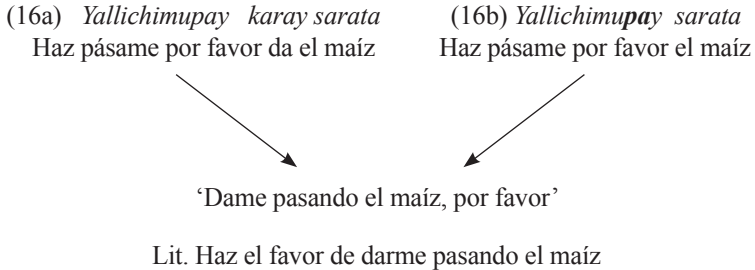 (16a) Yallichimupay karay sarata (16b) Yallichimupay sarata
Haz pásame por favor da el maíz Haz pásame por favor el maíz
‘Dame pasando el maíz, por favor’
Lit. Haz el favor de darme pasando el maíz